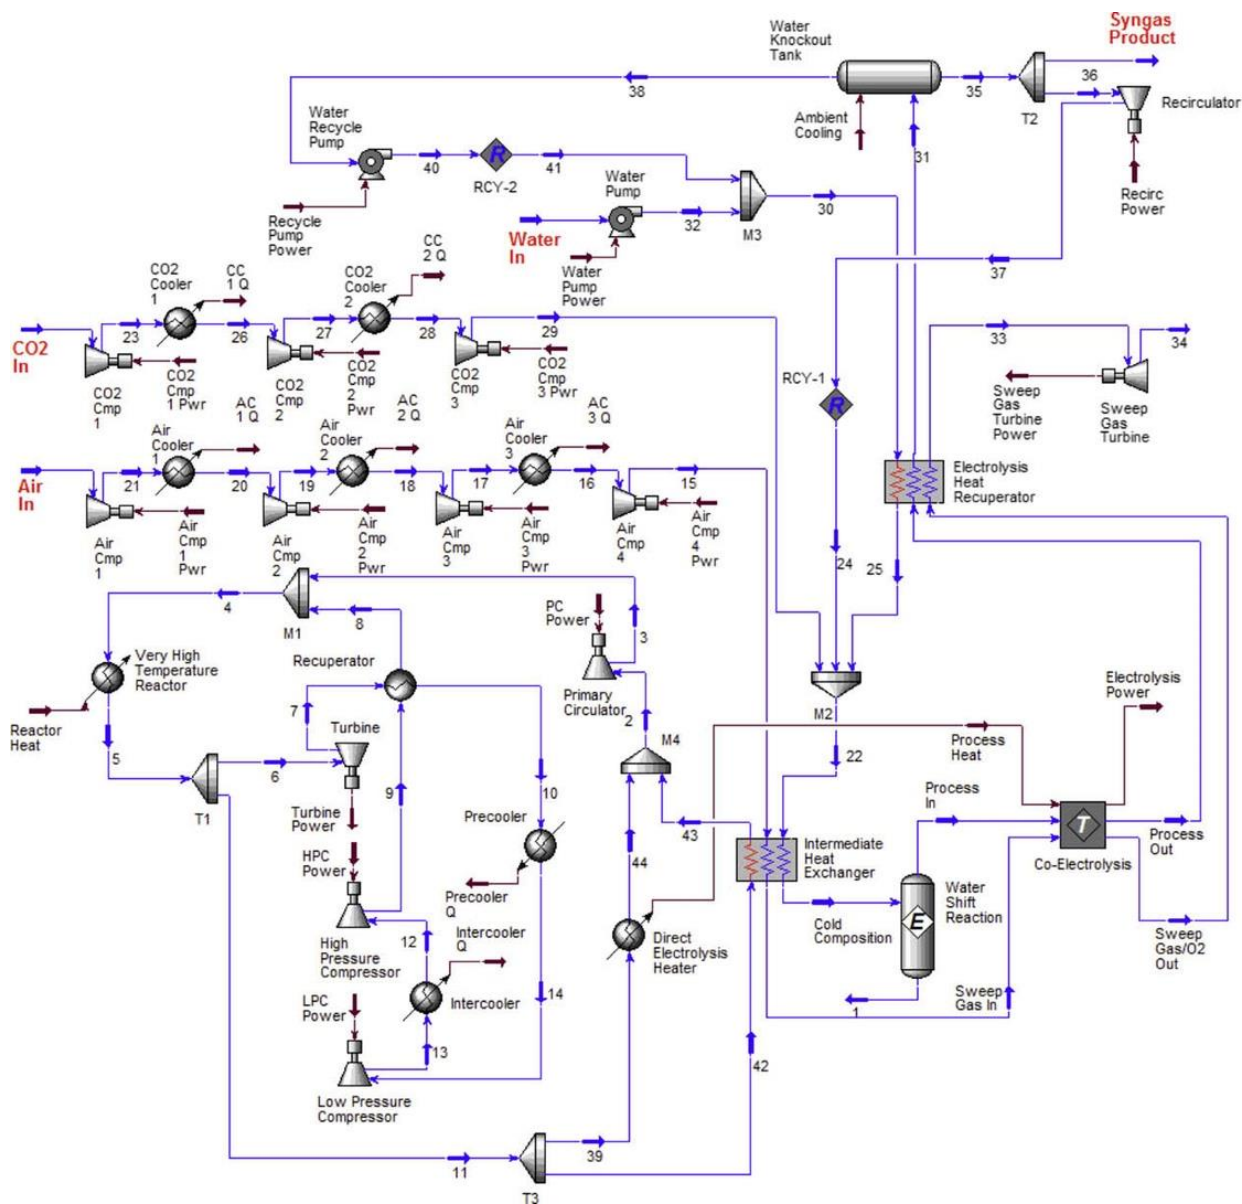 Water
Knockout
Tank
Syngas
Product
38
35
36
T2
Recirculator
Ambient
Cooling
31
Recirc
Power
Water
Recycle
Pump
40
R
RCY-2
41
Recycle
Pump
Power
Water
Pump
Water
In
32
Water
Pump
Power
M3
30
37
CO2
In
CO2
Cmp
1
23
CO2
Cooler
1
CC
1 Q
CO2
Cmp
1 Pwr
26
CO2
Cmp
2
27
CO2
Cooler
2
CC
2 Q
CO2
Cmp
2 Pwr
28
CO2
Cmp
3
CO2
Cmp
3 Pwr
29
33
34
Sweep
Gas
Turbine
Power
Sweep
Gas
Turbine
RCY-1
R
Air
In
Air
Cmp
1
21
Air
Cooler
1
AC
1 Q
Air
Cmp
1 Pwr
20
Air
Cmp
2
19
Air
Cooler
2
AC
2 Q
Air
Cmp
2 Pwr
18
Air
Cmp
3
17
Air
Cooler
3
AC
3 Q
Air
Cmp
3 Pwr
16
Air
Cmp
4
Air
Cmp
4 Pwr
15
Electrolysis
Heat
Recuperator
24
25
4
M1
8
3
PC
Power
Primary
Circulator
2
Very High
Temperature
Reactor
Reactor
Heat
5
Recuperator
7
Turbine
6
T1
Turbine
Power
9
10
HPC
Power
High
Pressure
Compressor
Precooler
Precooler
Q
Intercooler
Q
12
Intercooler
14
LPC
Power
13
Low Pressure
Compressor
M4
M2
22
Process
Heat
Electrolysis
Power
Process
In
T
Co-Electrolysis
Process
Out
43
44
Intermediate
Heat
Exchanger
Cold
Composition
E
Water
Shift
Reaction
Direct
Electrolysis
Heater
Sweep
Gas In
Sweep
Gas/O2
Out
1
42
11
T3
39